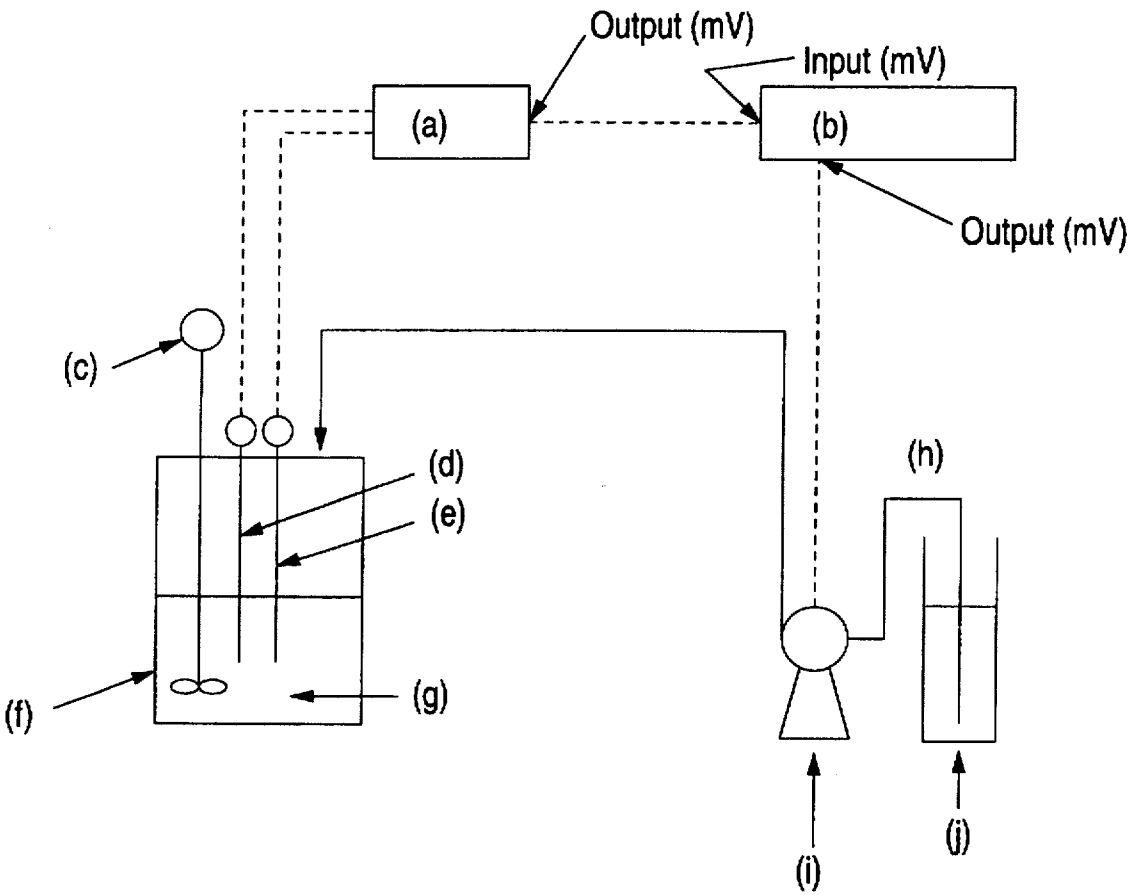 Output (mV)
Input (mV)
(a)
(b)
Output (mV)
(c)
(d)
(h)
(e)
(g)
(f)
(j)
(i)